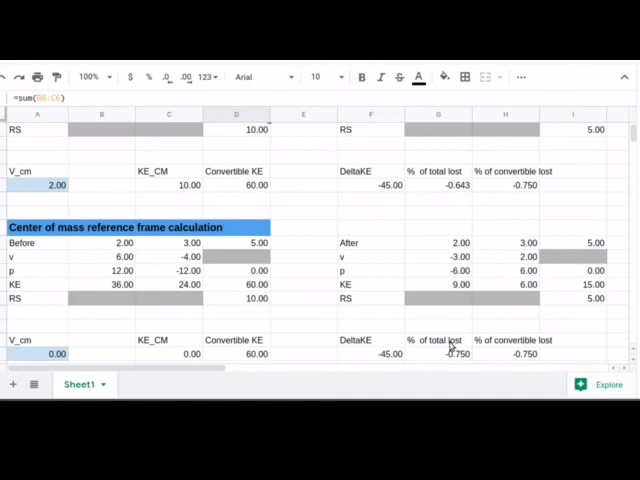 100% $ % .0 .00 123 Arial 10 B I S A ...
=sum(B6:C6)
A B C D E F G H I
RS 10.00 RS 5.00
V_cm KE_CM Convertible KE DeltaKE % of total lost % of convertible lost
2.00 10.00 60.00 -45.00 -0.643 -0.750
Center of mass reference frame calculation
Before 2.00 3.00 5.00 After 2.00 3.00 5.00
v 6.00 -4.00 v -3.00 2.00
p 12.00 -12.00 0.00 p -6.00 6.00 0.00
KE 36.00 24.00 60.00 KE 9.00 6.00 15.00
RS 10.00 RS 5.00
V_cm KE_CM Convertible KE DeltaKE % of total lost % of convertible lost
0.00 0.00 60.00 -45.00 -0.750 -0.750
+ Sheet1 Explore